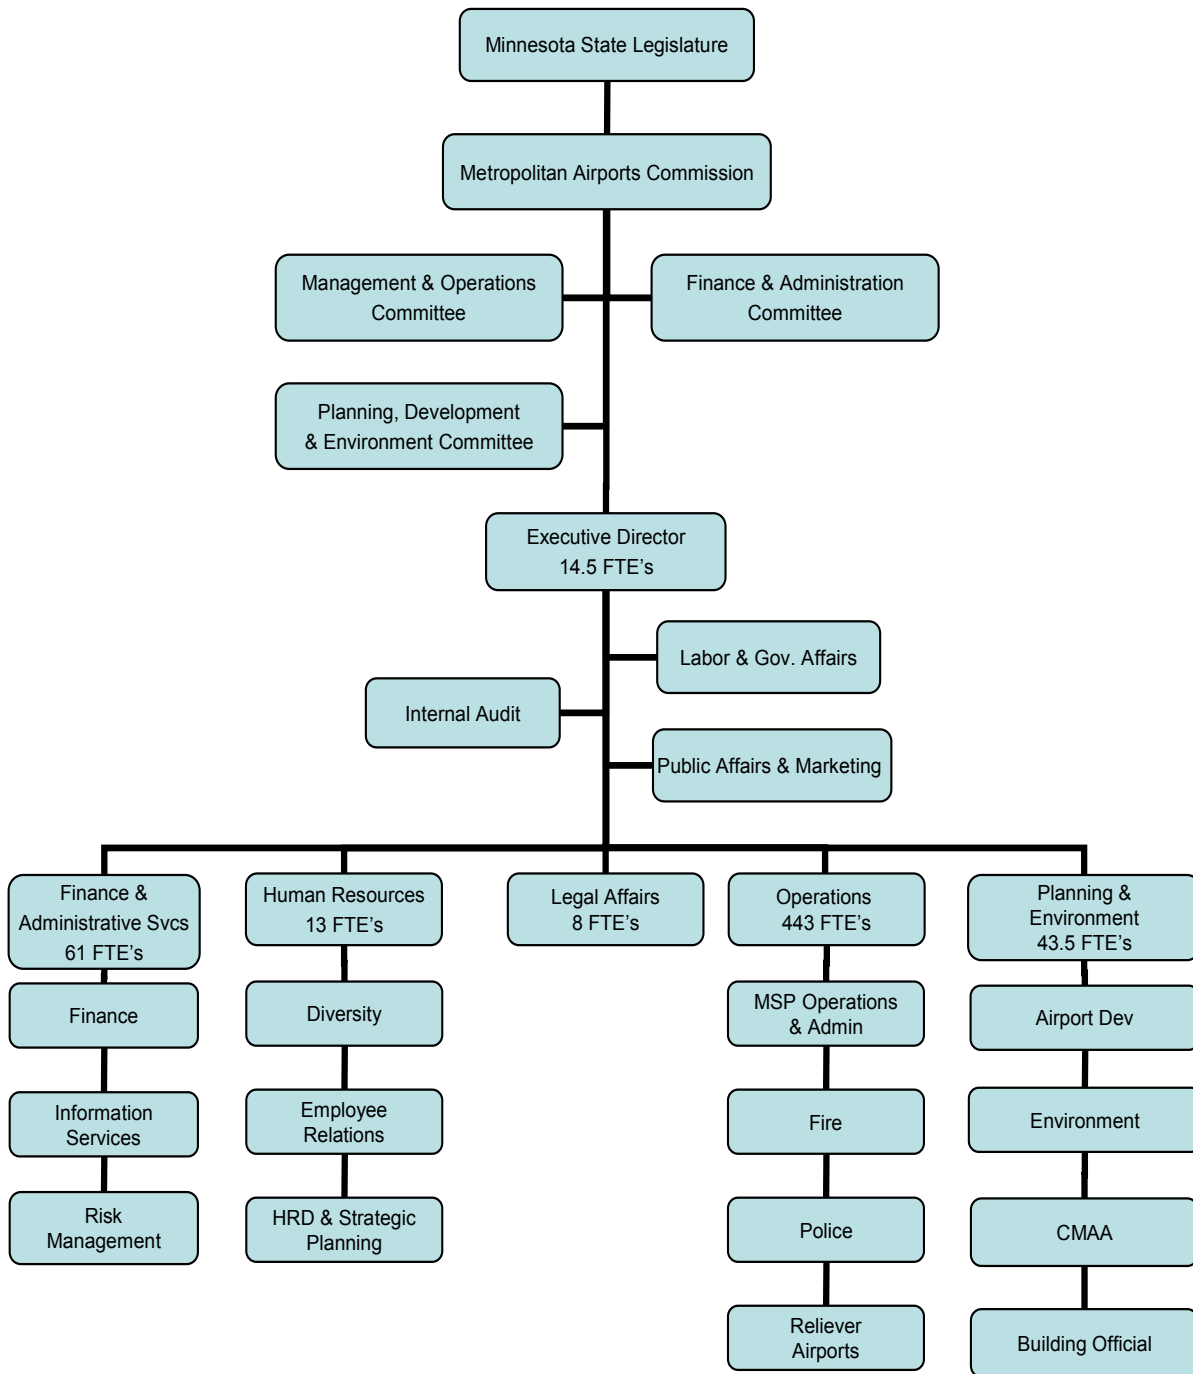 Minnesota State Legislature
Metropolitan Airports Commission
Management & Operations
Committee
Finance & Administration
Committee
Planning, Development
& Environment Committee
Executive Director
14.5 FTE’s
Labor & Gov. Affairs
Internal Audit
Public Affairs & Marketing
Finance &
Administrative Svcs
61 FTE’s
Human Resources
13 FTE’s
Legal Affairs
8 FTE’s
Operations
443 FTE’s
Planning &
Environment
43.5 FTE’s
Finance
Diversity
MSP Operations
& Admin
Airport Dev
Information
Services
Employee
Relations
Fire
Environment
Risk
Management
HRD & Strategic
Planning
Police
CMAA
Reliever
Airports
Building Official